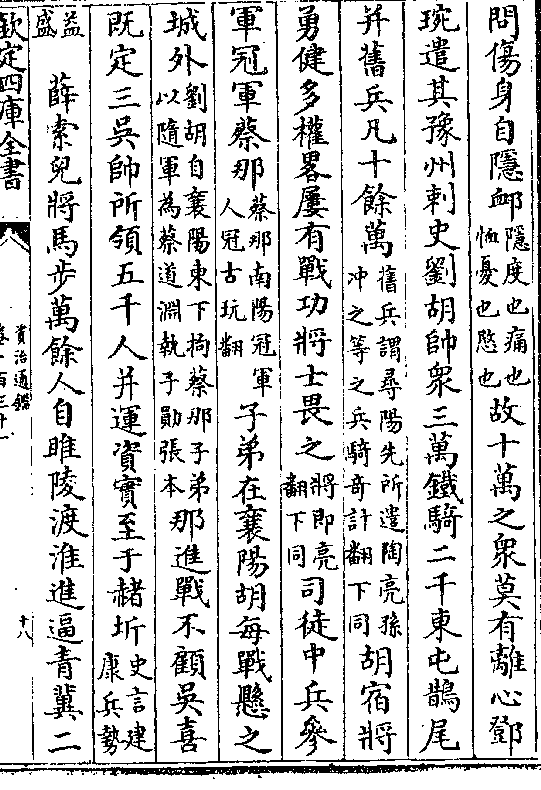 問傷身自隱䘏隱度也痛也恤憂也愍也故十萬之衆莫有離心鄧
琬遣其豫州刺史劉胡帥衆三萬鐵騎二千東屯鵲尾
并舊兵凡十餘萬舊兵謂尋陽先所遣陶亮孫冲之等之兵騎奇計翻下同胡宿將
勇健多權畧屢有戰功將士畏之將即亮翻下同司徒中兵參
軍冠軍蔡那蔡那南陽冠軍人冠古玩翻子弟在襄陽胡每戰懸之
城外劉胡自襄陽東下拘蔡那子弟以隨軍為蔡道淵執子勛張本那進戰不顧吳喜
既定三吳帥所領五千人并運資實至于赭圻史言建康兵勢
益盛薛索兒將馬步萬餘人自睢陵渡淮進逼青冀二
欽定四庫全書
資治通鑑
卷一百三十一
十八